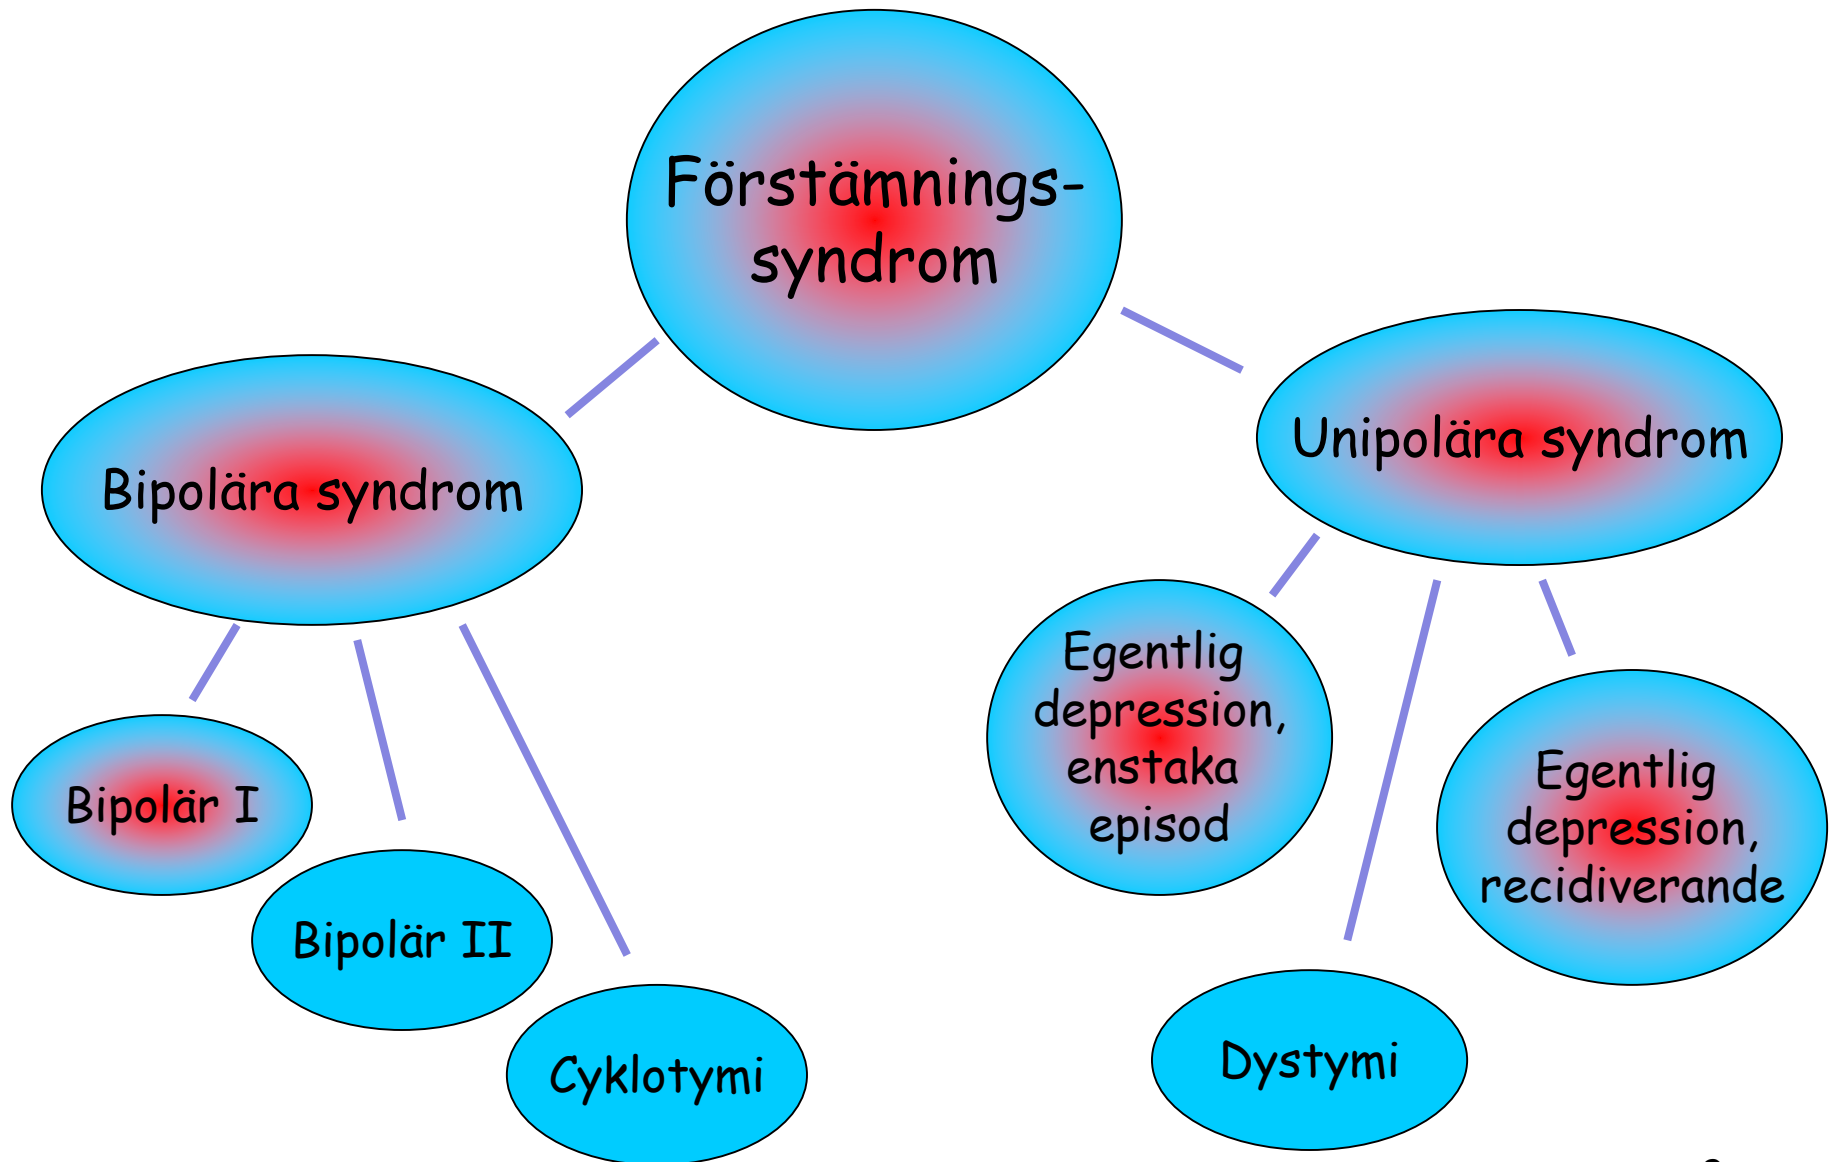 Förstämnings-
syndrom
Bipolära syndrom
Unipolära syndrom
Bipolär I
Bipolär II
Cyklotymi
Egentlig
depression,
enstaka
episod
Dystymi
Egentlig
depression,
recidiverande